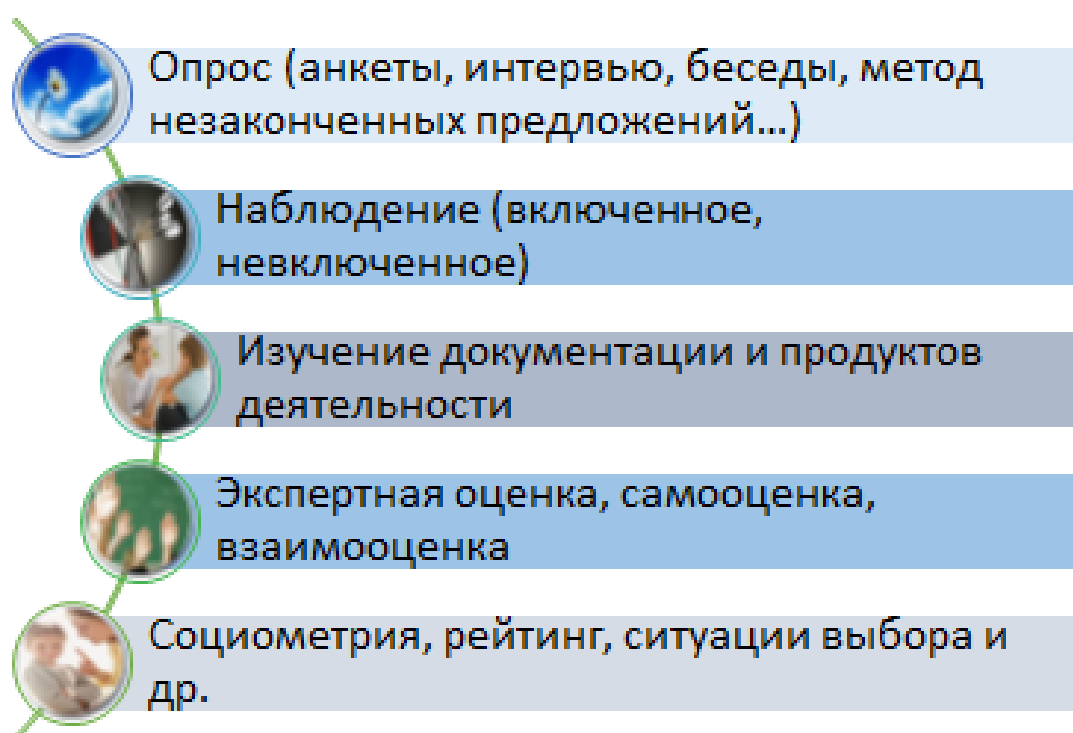 Опрос (анкеты, интервью, беседы, метод
незаконченных предложений…)
Наблюдение (включенное,
невключенное)
Изучение документации и продуктов
деятельности
Экспертная оценка, самооценка,
взаимооценка
Социометрия, рейтинг, ситуации выбора и
др.